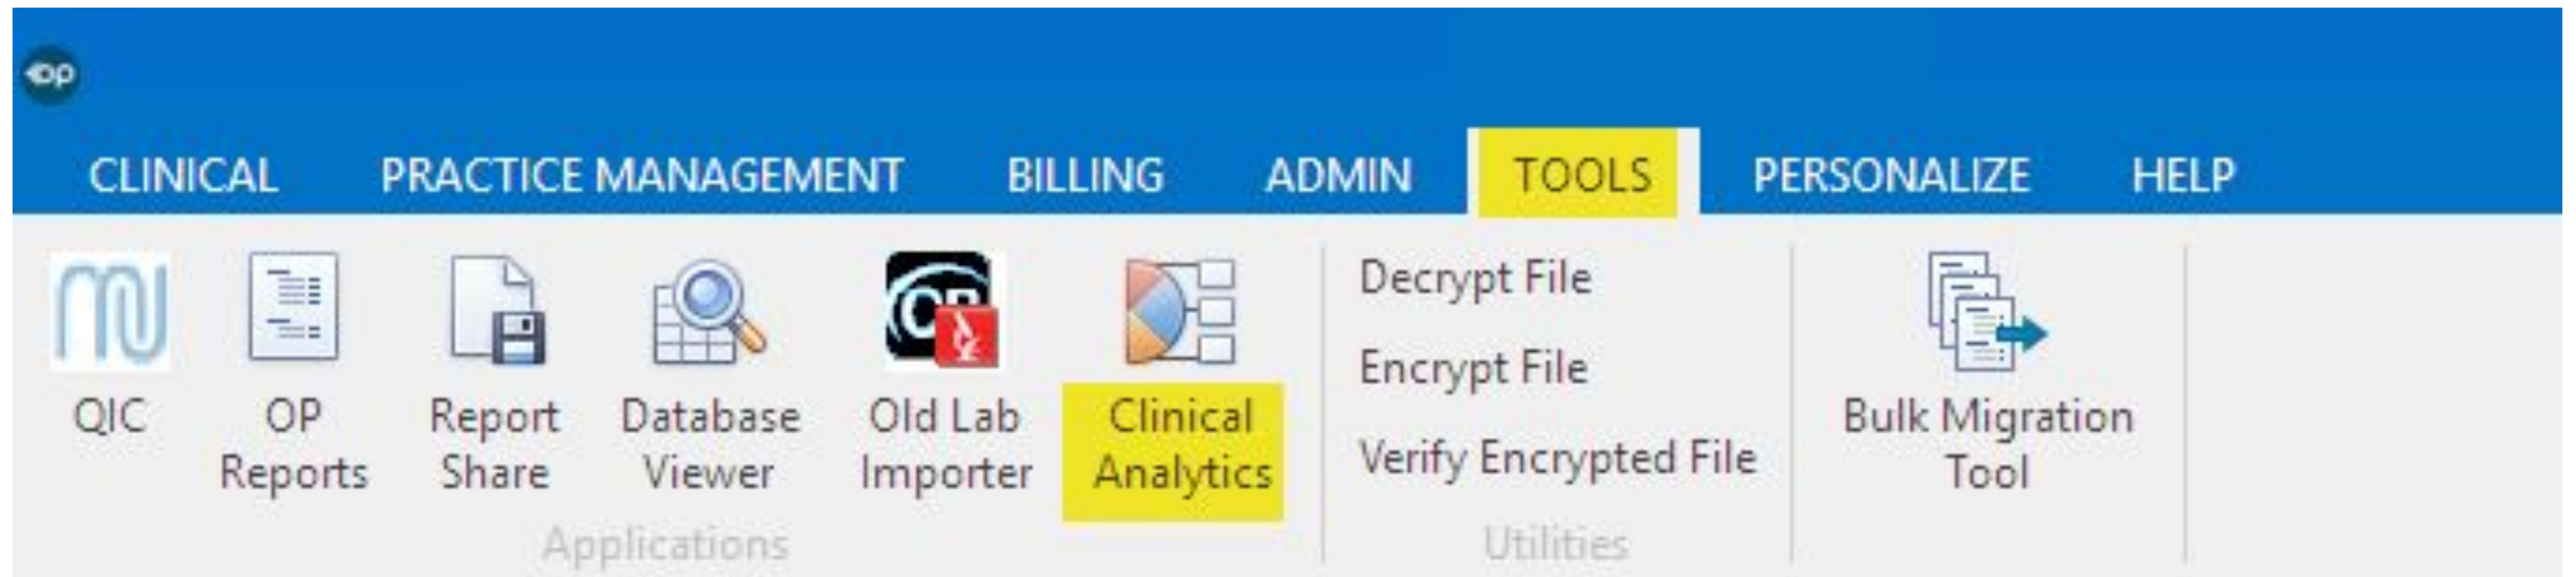 op
CLINICAL PRACTICE MANAGEMENT BILLING ADMIN TOOLS PERSONALIZE HELP
QIC
OP
Reports
Report
Share
Database
Viewer
Old Lab
Importer
Clinical
Analytics
Applications
Decrypt File
Encrypt File
Verify Encrypted File
Utilities
Bulk Migration
Tool